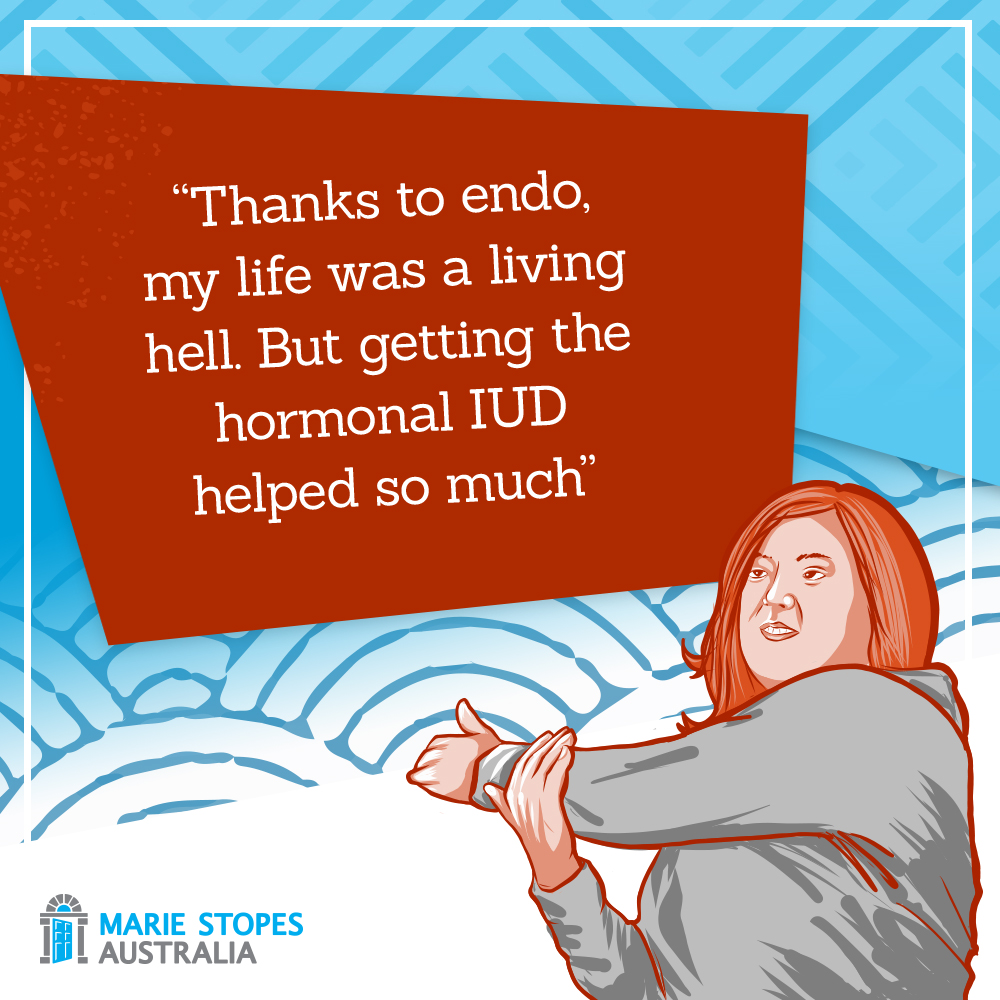 “Thanks to endo,
my life was a living
hell. But getting the
hormonal IUD
helped so much”
MARIE STOPES
AUSTRALIA